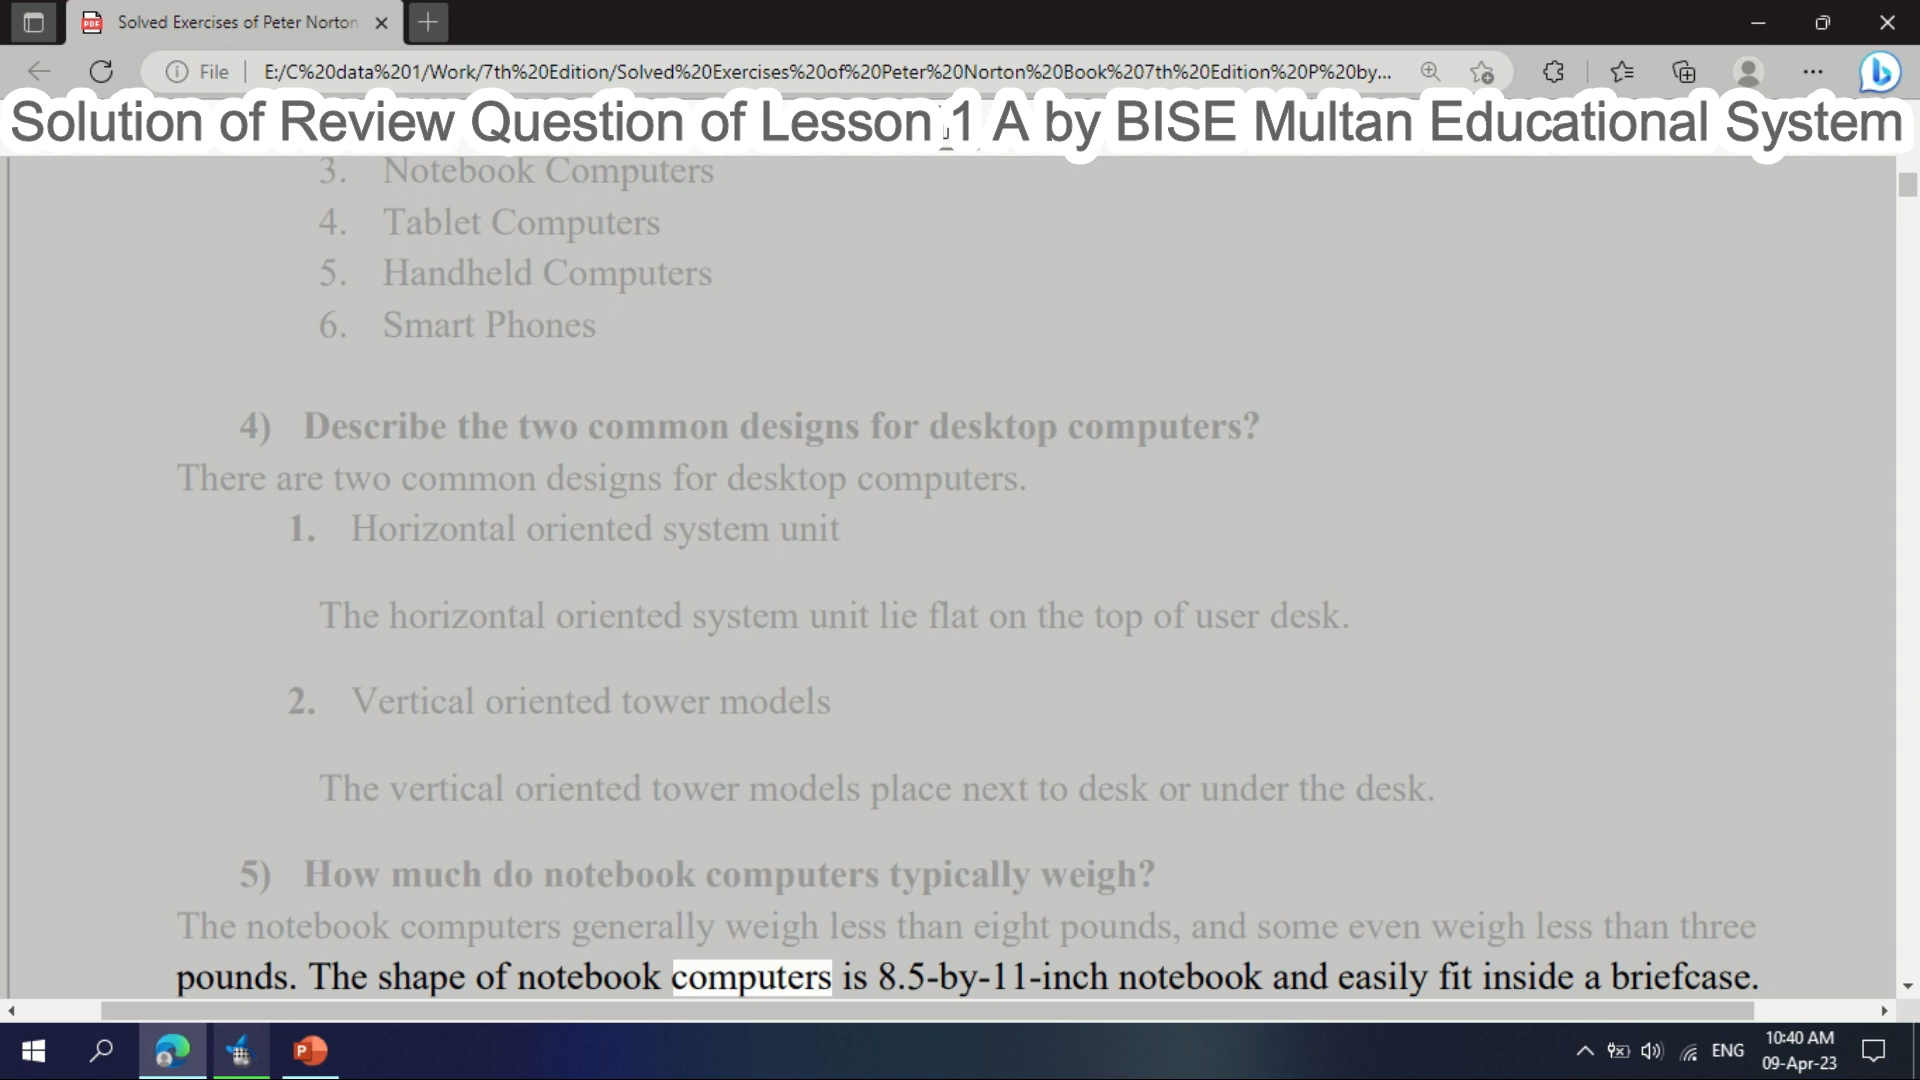 Solved Exercises of Peter Norton
File
E:/C%20data%201/Work/7th%20Edition/Solved%20Exercises%20of%20Peter%20Norton%20Book%207th%20Edition%20P%20by...
Solution of Review Question of Lesson 1 A by BISE Multan Educational System
3. Notebook Computers
4. Tablet Computers
5. Handheld Computers
6. Smart Phones
4) Describe the two common designs for desktop computers?
There are two common designs for desktop computers.
1. Horizontal oriented system unit
The horizontal oriented system unit lie flat on the top of user desk.
2. Vertical oriented tower models
The vertical oriented tower models place next to desk or under the desk.
5) How much do notebook computers typically weigh?
The notebook computers generally weigh less than eight pounds, and some even weigh less than three
pounds. The shape of notebook computers is 8.5-by-11-inch notebook and easily fit inside a briefcase.
ENG
10:40 AM
09-Apr-23